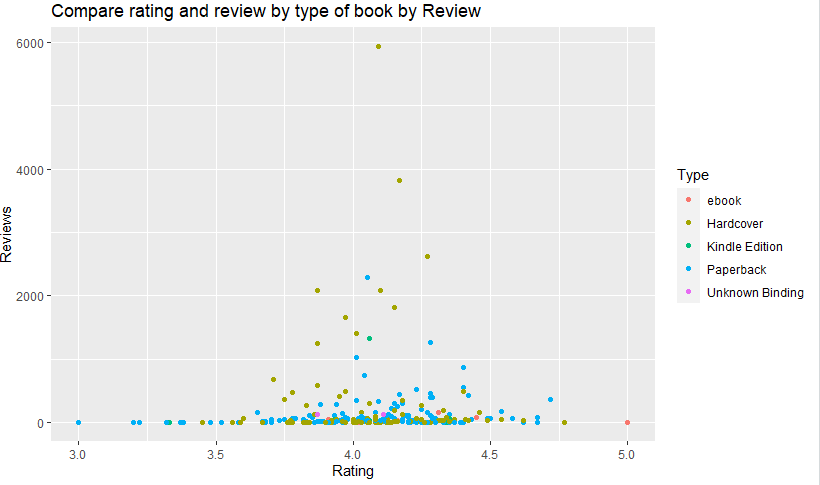 Compare rating and review by type of book by Review
6000
4000
2000
0
Reviews
3.0 3.5 4.0 4.5 5.0
Rating
Type
ebook
Hardcover
Kindle Edition
Paperback
Unknown Binding